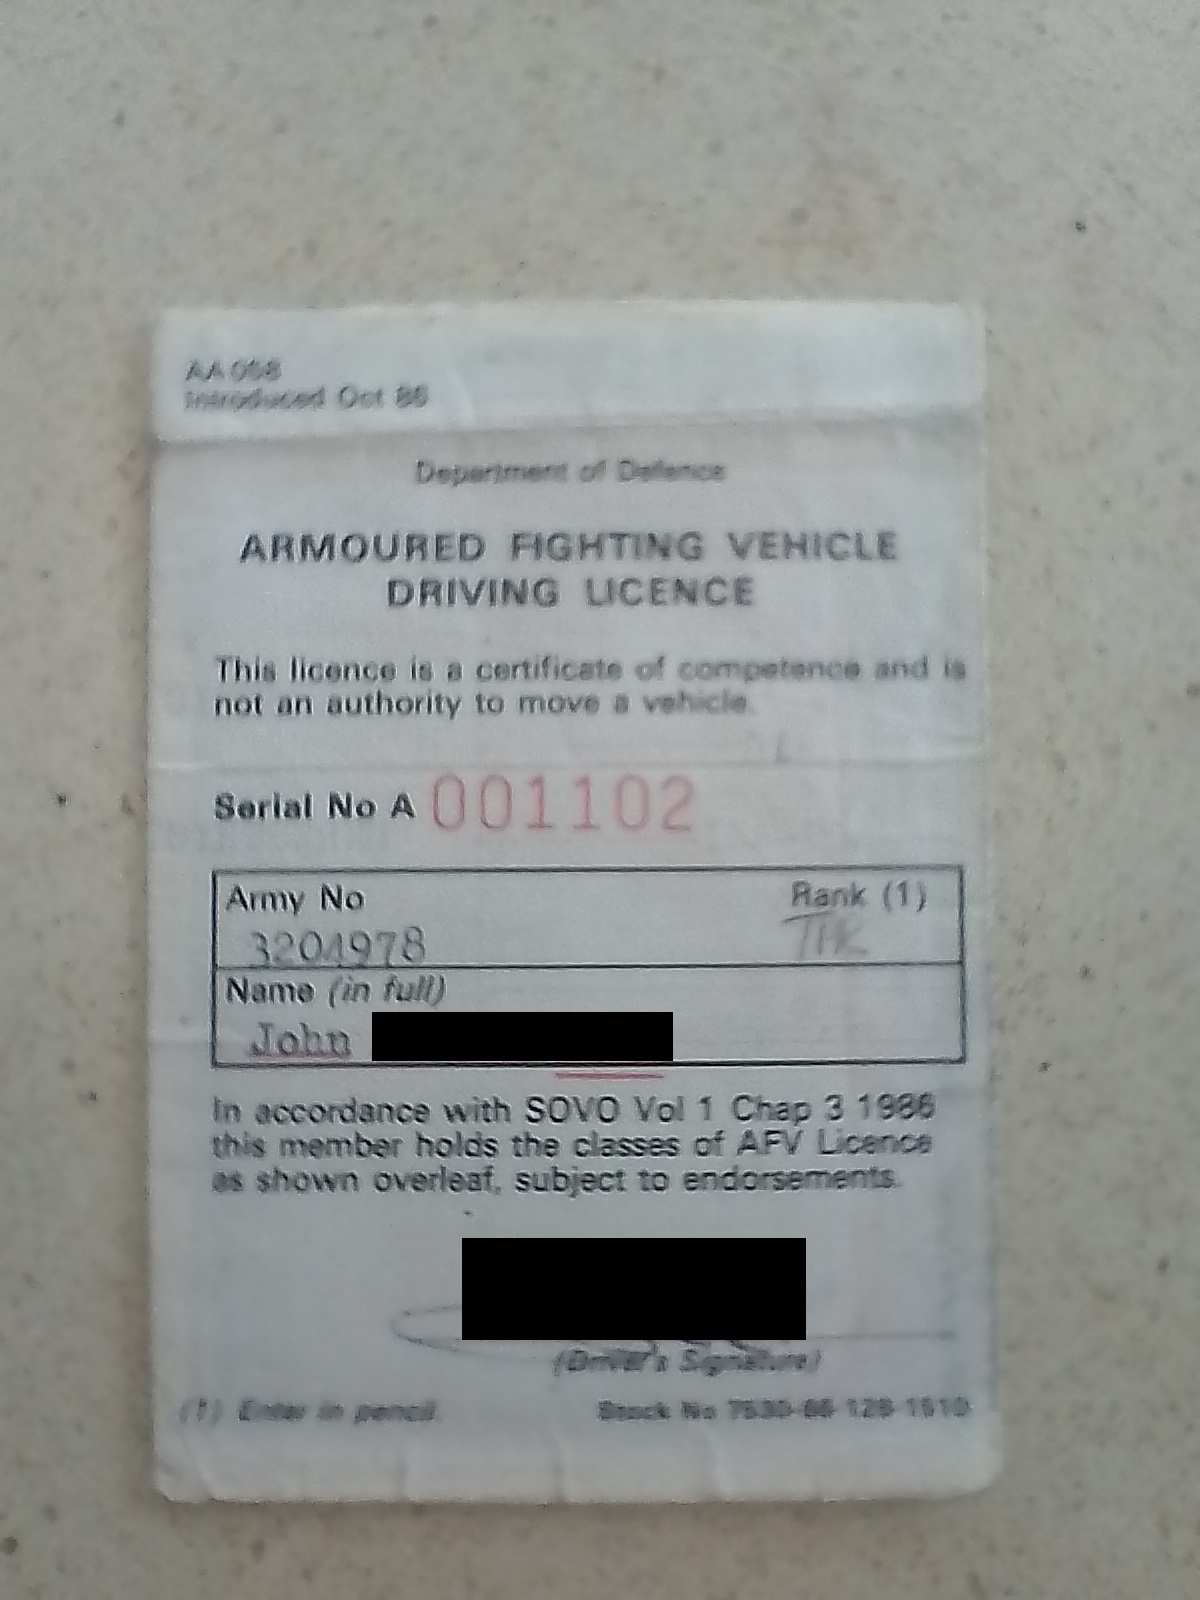 AA 058
Introduced Oct 86
Department of Defence
ARMOURED FIGHTING VEHICLE
DRIVING LICENCE
This licence is a certificate of competence and is
not an authority to move a vehicle.
Serial No A 001102
Army No
Rank (1)
3204978
Name (in full)
John
In accordance with SOVO Vol 1 Chap 3 1986
this member holds the classes of AFV Licence
as shown overleaf, subject to endorsements.
(Driver's Signature)
(1) Enter in pencil
Stock No 7530-66-128-1510